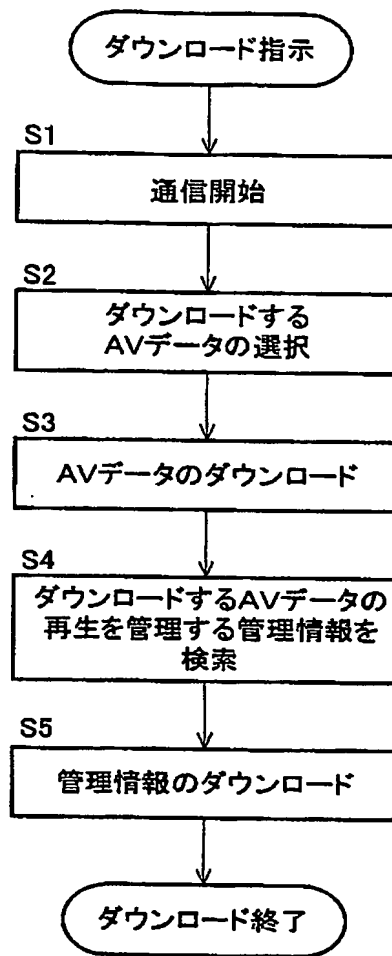 ダウンロード指示
S1
通信開始
S2
ダウンロードする
AVデータの選択
S3
AVデータのダウンロード
S4
ダウンロードするAVデータの
再生を管理する管理情報を
検索
S5
管理情報のダウンロード
ダウンロード終了